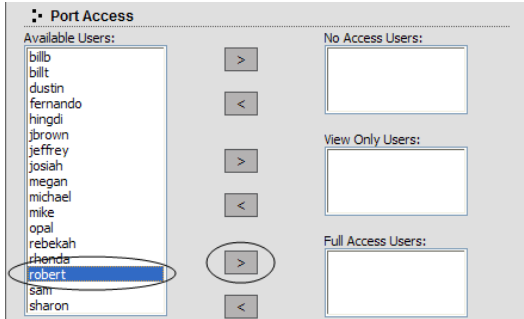 Port Access
Available Users:
billb
billt
dustin
fernando
hingdi
jbrown
jeffrey
josiah
megan
michael
mike
opal
rebekah
rhonda
robert
sam
sharon
>
<
>
<
>
<
No Access Users:
View Only Users:
Full Access Users: